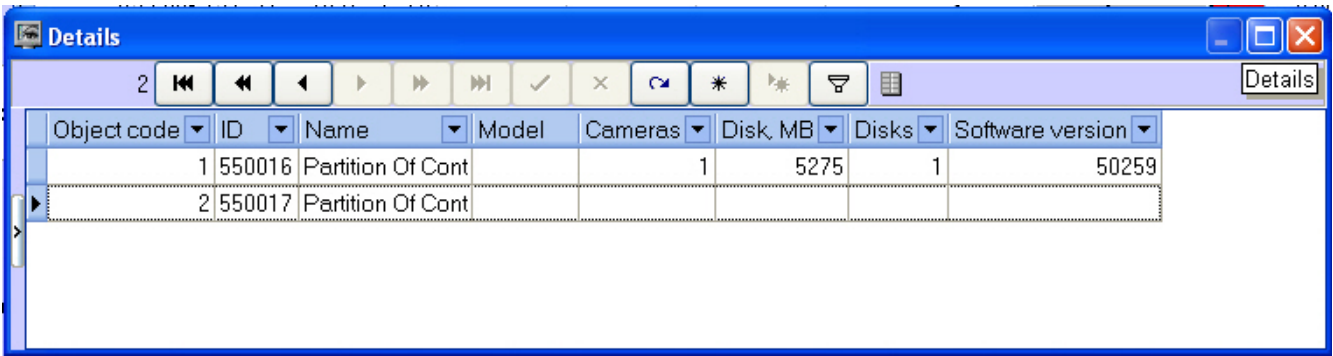 Details
2 Details
Object code ID Name Model Cameras Disk, MB Disks Software version
1 550016 Partition Of Cont 1 5275 1 50259
2 550017 Partition Of Cont